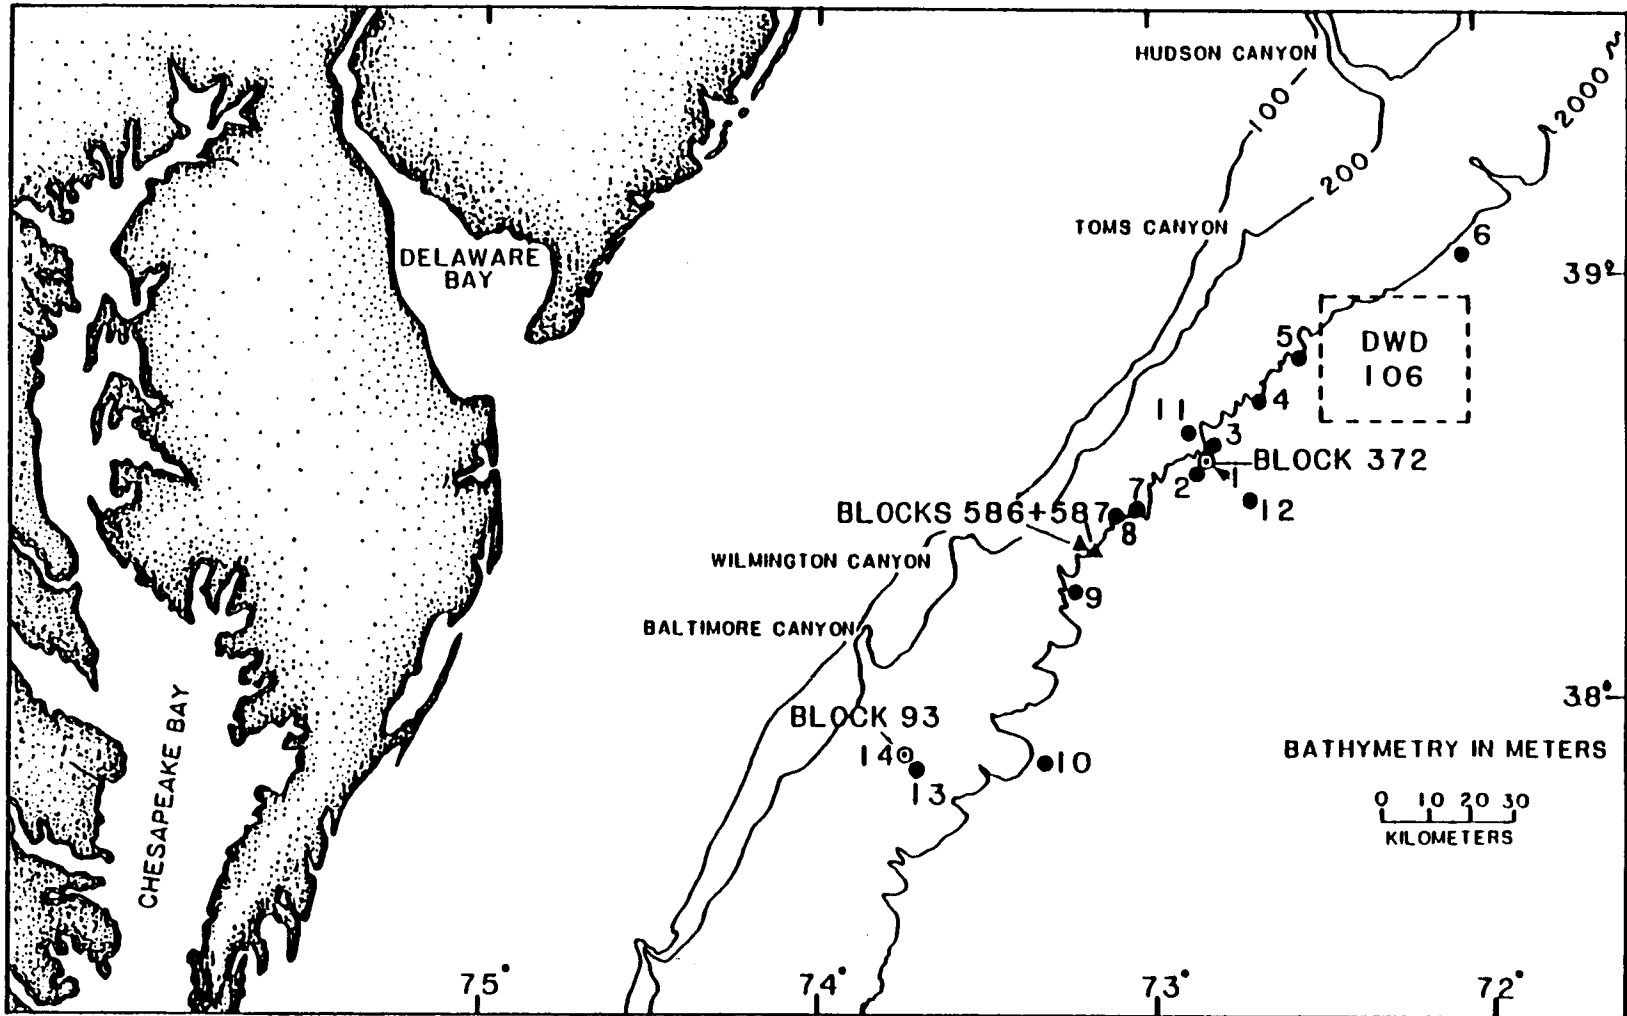 HUDSON CANYON
100
2000
200
TOMS CANYON
DELAWARE
BAY
6
39°
5
DWD
106
4
11
3
BLOCK 372
1
2
12
7
BLOCKS 586+587
8
WILMINGTON CANYON
9
BALTIMORE CANYON
38°
CHESAPEAKE BAY
BLOCK 93
14
10
13
BATHYMETRY IN METERS
0 10 20 30
KILOMETERS
75° 74° 73° 72°